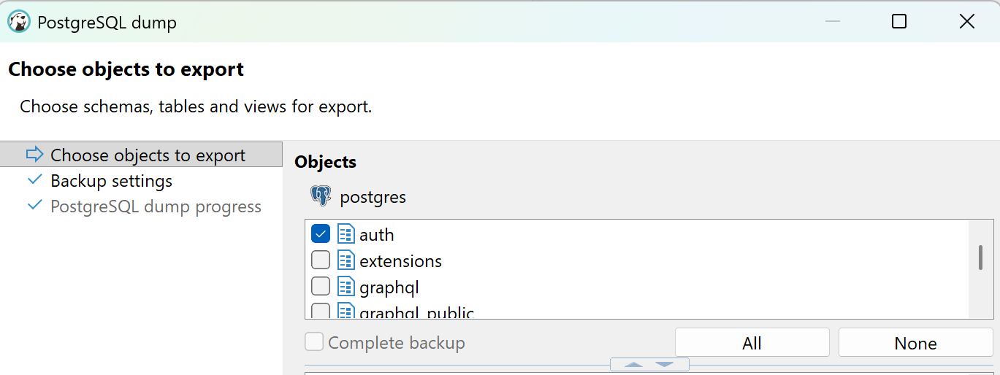 PostgreSQL dump
Choose objects to export
Choose schemas, tables and views for export.
Choose objects to export
Backup settings
PostgreSQL dump progress
Objects
postgres
auth
extensions
graphql
graphql_public
Complete backup
All
None